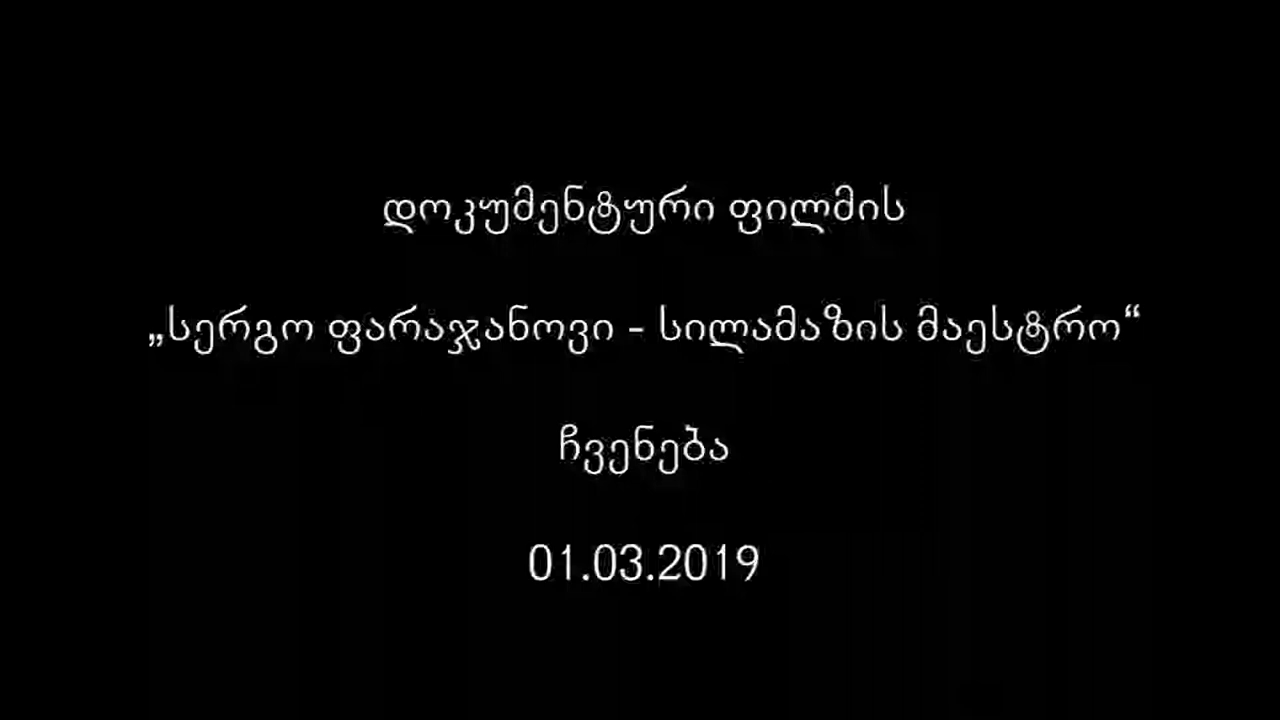 დოკუმენტური ფილმის
„სერგო ფარაჯანოვი - სილამაზის მაესტრო“
ჩვენება
01.03.2019